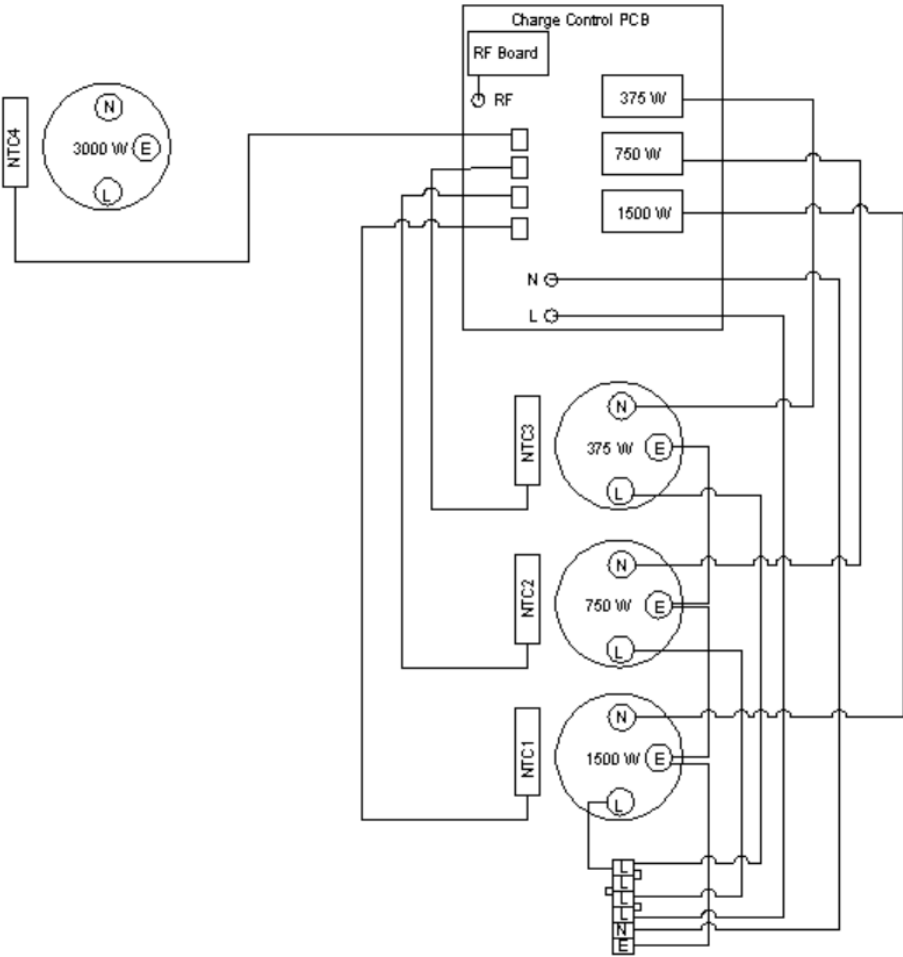 Charge Control PCB
RF Board
RF
375 W
750 W
1500 W
N
L
NTC4
N
3000 W
E
L
NTC3
N
375 W
E
L
NTC2
N
750 W
E
L
NTC1
N
1500 W
E
L
L
L
L
L
N
E